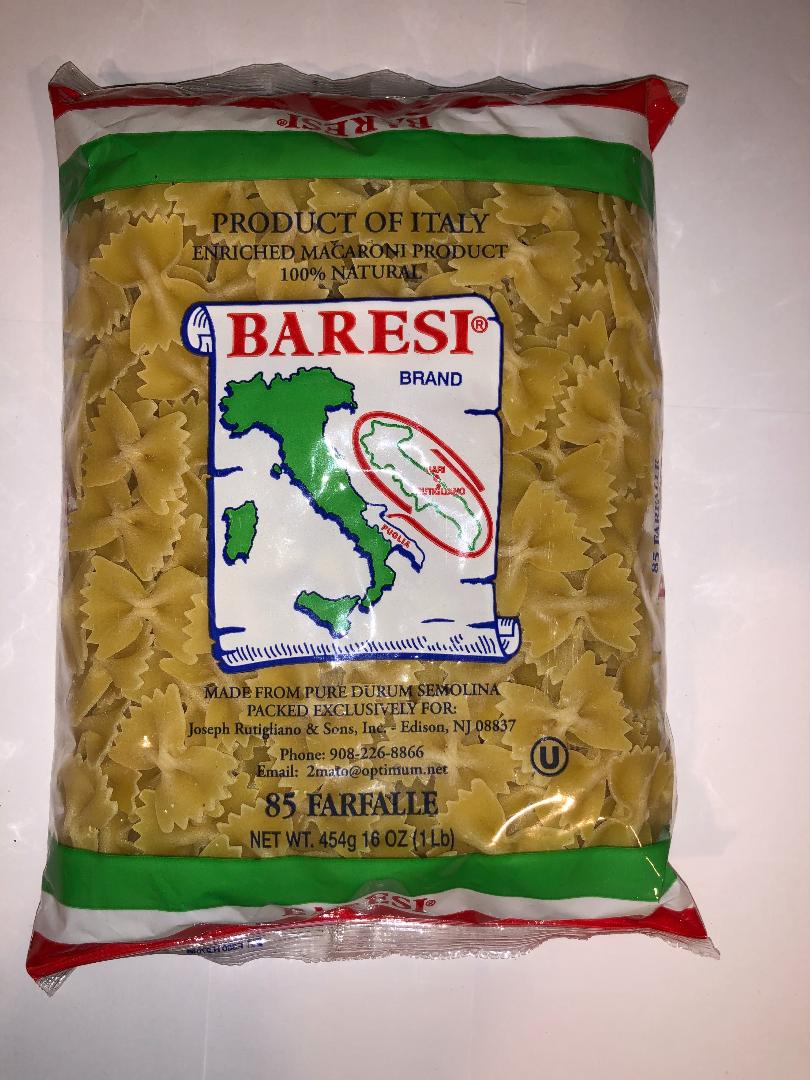 BARESI®
PRODUCT OF ITALY
ENRICHED MACARONI PRODUCT
100% NATURAL
BARESI®
BRAND
PUGLIA
MADE FROM PURE DURUM SEMOLINA
PACKED EXCLUSIVELY FOR:
Joseph Rutigliano & Sons, Inc. - Edison, NJ 08837
Phone: 908-226-8866
Email: 2mato@optimum.net
U
85 FARFALLE
NET WT. 454g 16 OZ (1 Lb)
BARESI®
85 FARFALLE